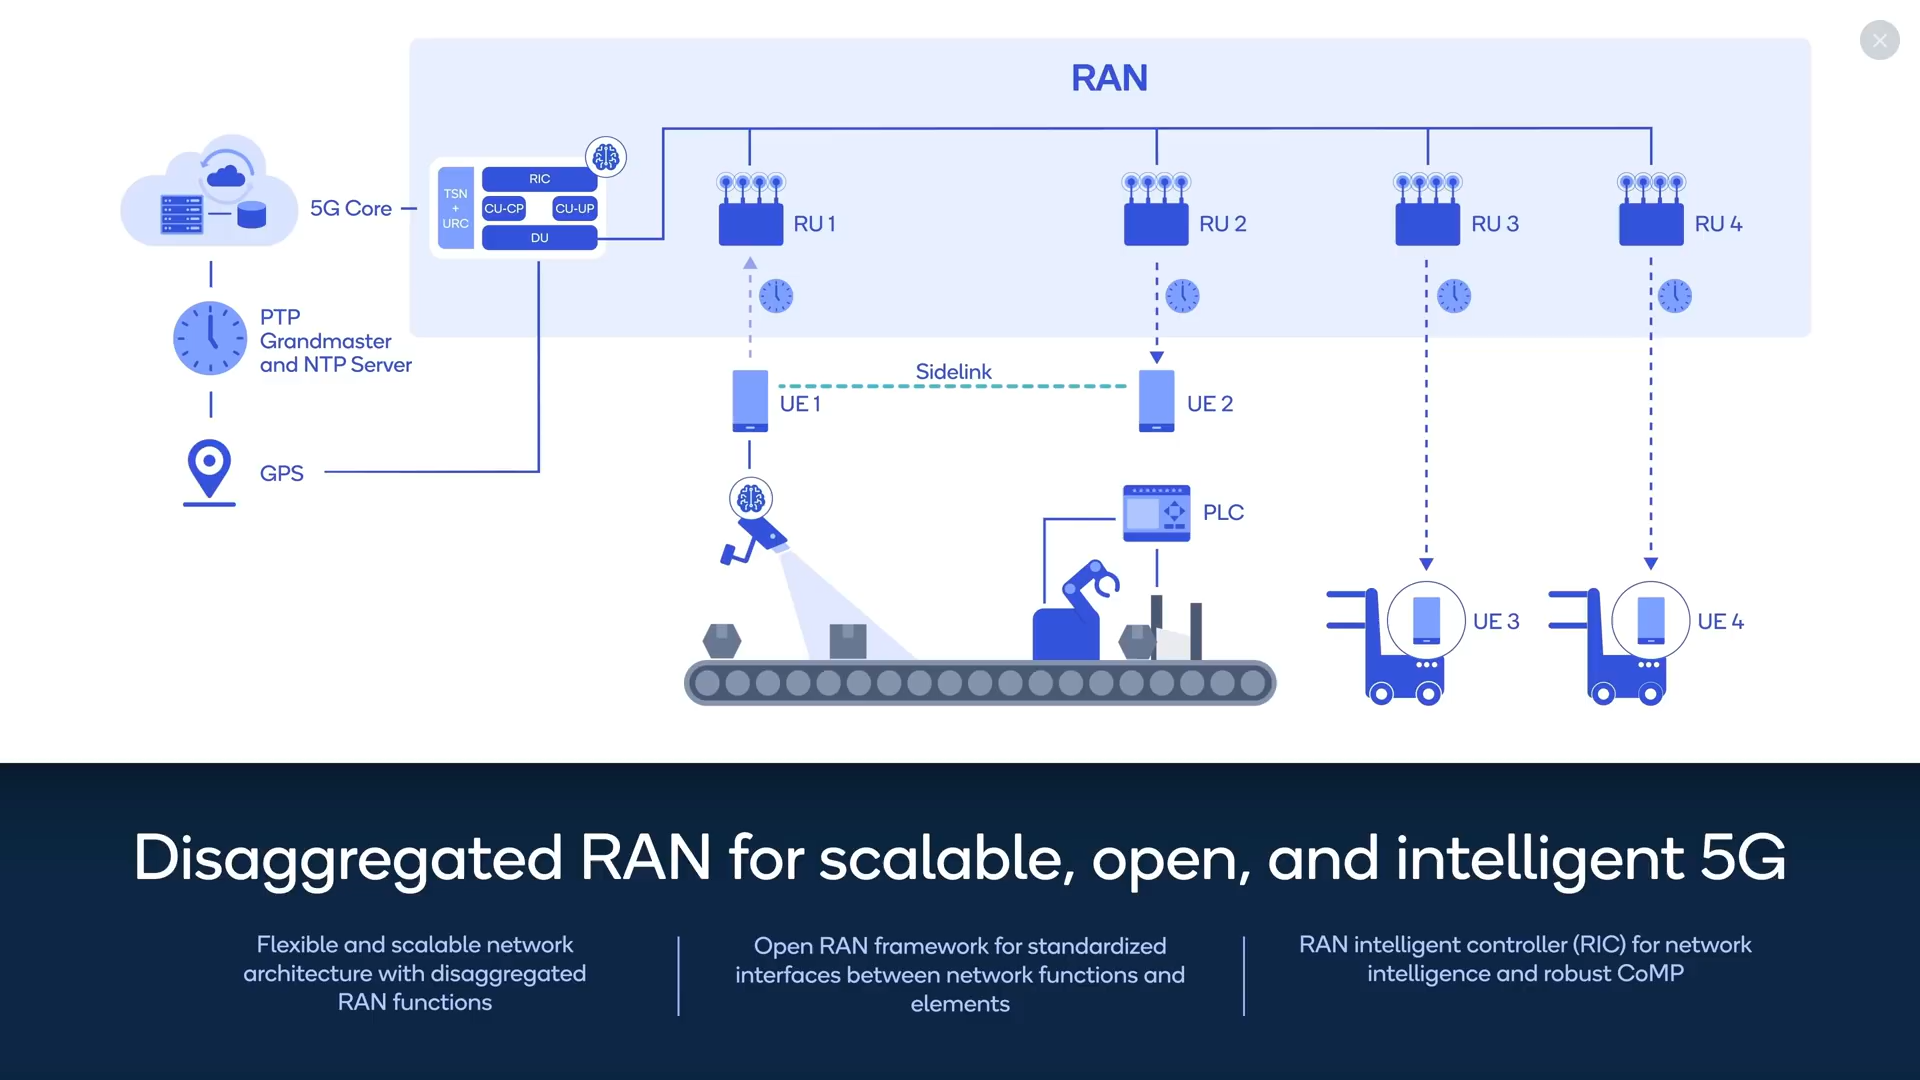 RAN
5G Core
TSN
+
URC
RIC
CU-CP
CU-UP
DU
RU 1
RU 2
RU 3
RU 4
PTP
Grandmaster
and NTP Server
GPS
Sidelink
UE 1
UE 2
PLC
UE 3
UE 4
Disaggregated RAN for scalable, open, and intelligent 5G
Flexible and scalable network
architecture with disaggregated
RAN functions
Open RAN framework for standardized
interfaces between network functions and
elements
RAN intelligent controller (RIC) for network
intelligence and robust CoMP